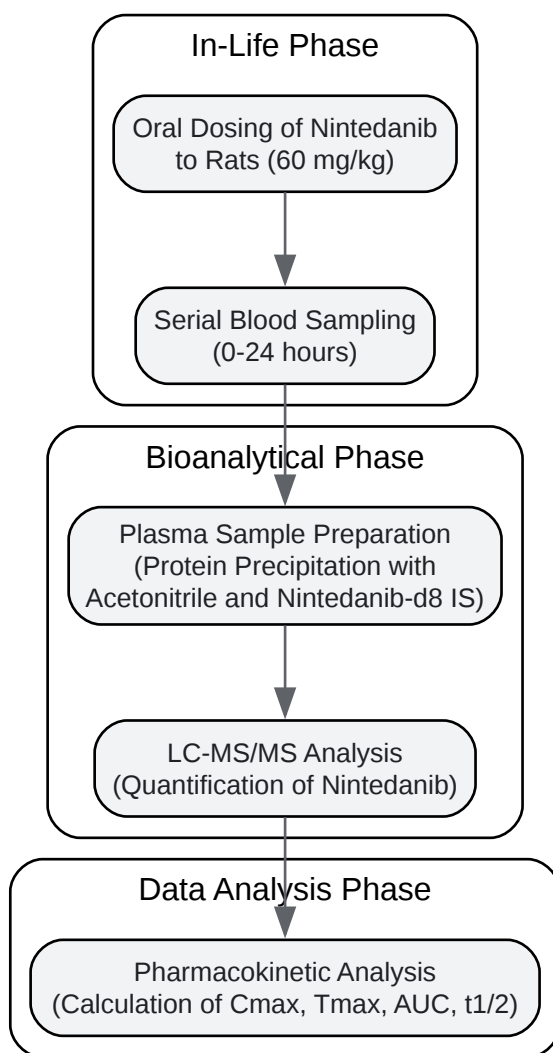 In-Life Phase
Oral Dosing of Nintedanib
to Rats (60 mg/kg)
Serial Blood Sampling
(0-24 hours)
Bioanalytical Phase
Plasma Sample Preparation
(Protein Precipitation with
Acetonitrile and Nintedanib-d8 IS)
LC-MS/MS Analysis
(Quantification of Nintedanib)
Data Analysis Phase
Pharmacokinetic Analysis
(Calculation of Cmax, Tmax, AUC, t1/2)